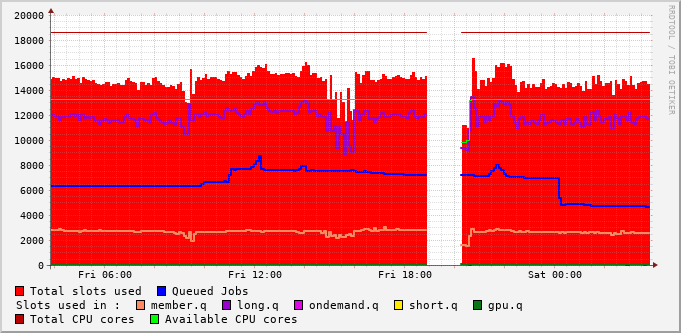 20000
18000
16000
14000
12000
10000
8000
6000
4000
2000
0
Fri 06:00 Fri 12:00 Fri 18:00 Sat 00:00
RRDTOOL / TOBI OETIKER
Total slots used Queued Jobs
Slots used in : member.q long.q ondemand.q short.q gpu.q
Total CPU cores Available CPU cores